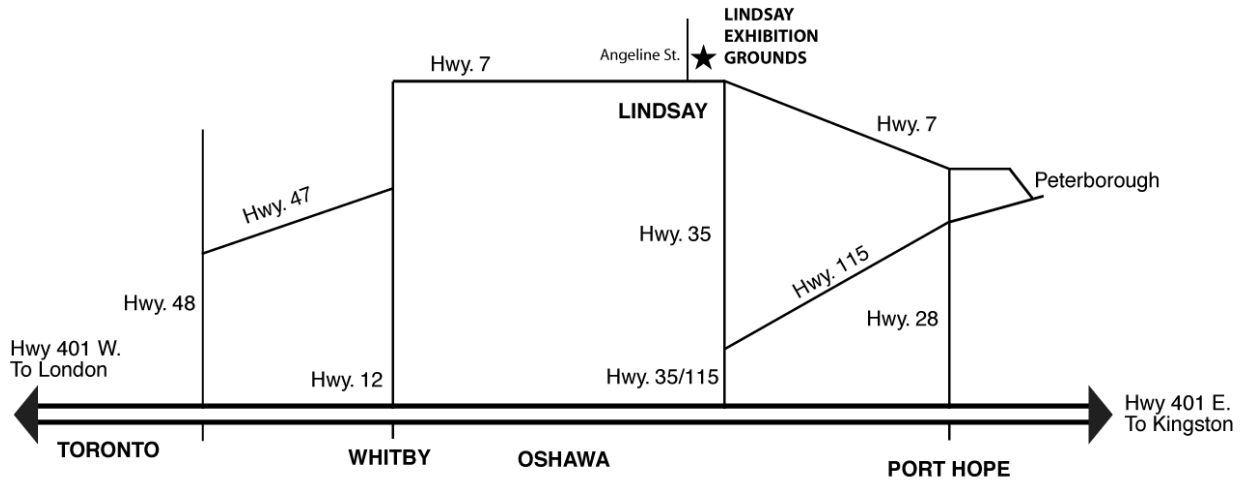 LINDSAY
EXHIBITION
GROUNDS
Angeline St.
Hwy. 7
LINDSAY
Hwy. 7
Peterborough
Hwy. 47
Hwy. 35
Hwy. 115
Hwy. 48
Hwy. 28
Hwy 401 W.
To London
Hwy. 12
Hwy. 35/115
Hwy 401 E.
To Kingston
TORONTO
WHITBY
OSHAWA
PORT HOPE